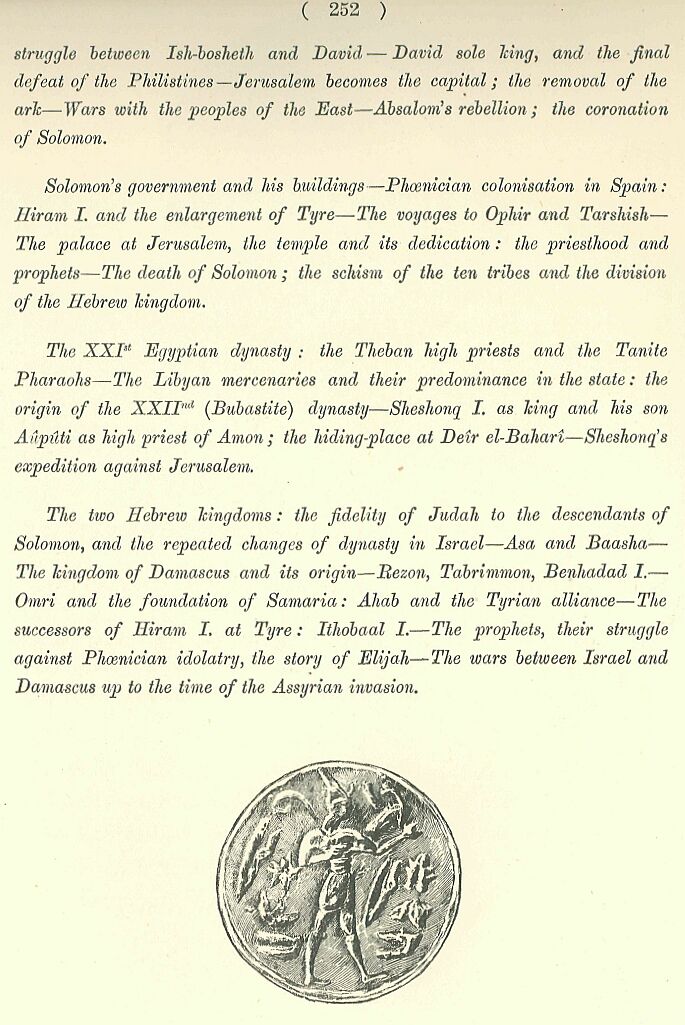 ( 252 )
struggle between Ish-bosheth and David—David sole king, and the final
defeat of the Philistines—Jerusalem becomes the capital; the removal of the
ark—Wars with the peoples of the East—Absalom's rebellion; the coronation
of Solomon.
Solomon's government and his buildings—Phœnician colonisation in Spain:
Hiram I. and the enlargement of Tyre—The voyages to Ophir and Tarshish—
The palace at Jerusalem, the temple and its dedication: the priesthood and
prophets—The death of Solomon; the schism of the ten tribes and the division
of the Hebrew kingdom.
The XXIst Egyptian dynasty: the Theban high priests and the Tanite
Pharaohs—The Libyan mercenaries and their predominance in the state: the
origin of the XXIInd (Bubastite) dynasty—Sheshonq I. as king and his son
Aûpûti as high priest of Amon; the hiding-place at Deîr el-Baharî—Sheshonq's
expedition against Jerusalem.
The two Hebrew kingdoms: the fidelity of Judah to the descendants of
Solomon, and the repeated changes of dynasty in Israel—Asa and Baasha—
The kingdom of Damascus and its origin—Rezon, Tabrimmon, Benhadad I.—
Omri and the foundation of Samaria: Ahab and the Tyrian alliance—The
successors of Hiram I. at Tyre: Ithobaal I.—The prophets, their struggle
against Phœnician idolatry, the story of Elijah—The wars between Israel and
Damascus up to the time of the Assyrian invasion.